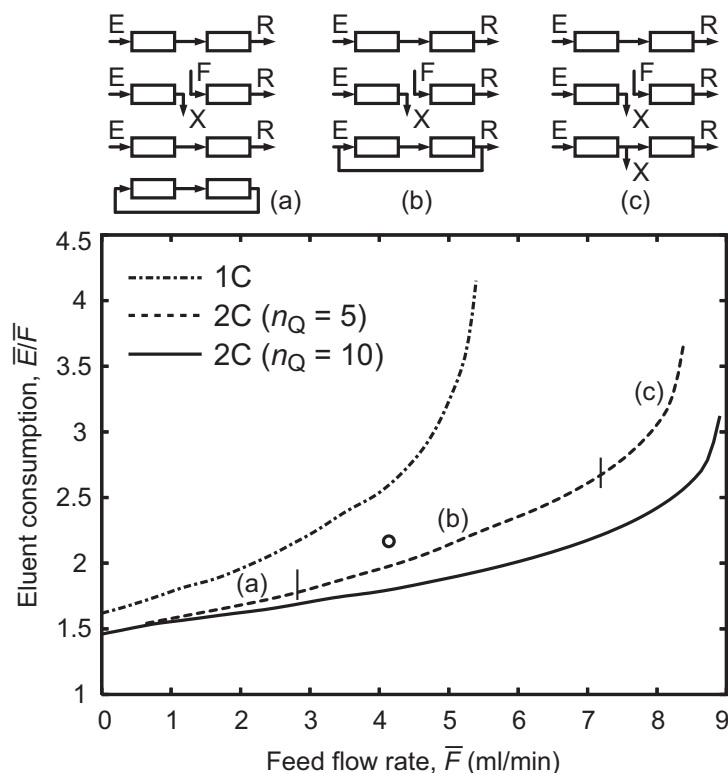 E R E R E R
E F R E F R E F R
X X X
E R E R E R
X
(a) (b) (c)
4.5
4
3.5
3
2.5
2
1.5
1
Eluent consumption, E̅/F̅
1C
2C (nQ = 5)
2C (nQ = 10)
(c)
(b)
(a)
0 1 2 3 4 5 6 7 8 9
Feed flow rate, F̅ (ml/min)